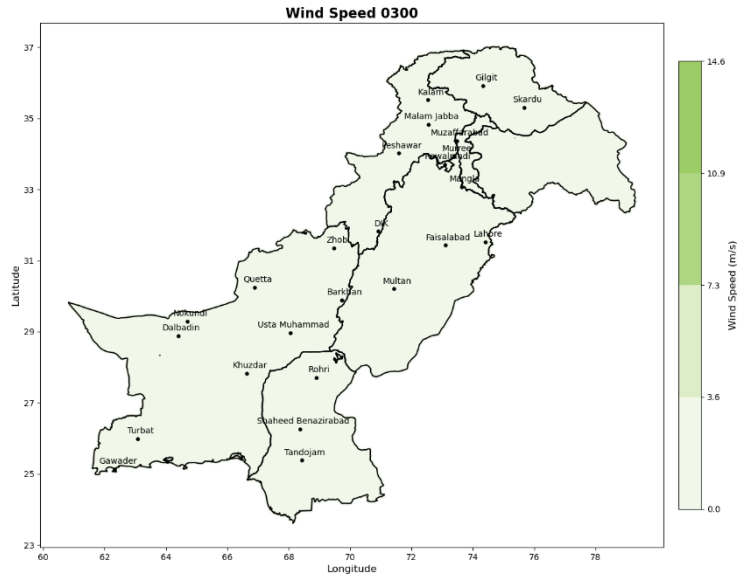 Wind Speed 0300
37
35
33
31
29
27
25
23
Latitude
Gilgit
Kalam
Skardu
Malam Jabba
Muzaffarabad
Peshawar
Murree
Mangla
DIK
Zhob
Faisalabad
Lahore
Quetta
Multan
Barkhan
Nokundi
Dalbadin
Usta Muhammad
Khuzdar
Rohri
Shaheed Benazirabad
Turbat
Tandojam
Gawader
60
62
64
66
68
70
72
74
76
78
Longitude
14.6
10.9
7.3
3.6
0.0
Wind Speed (m/s)